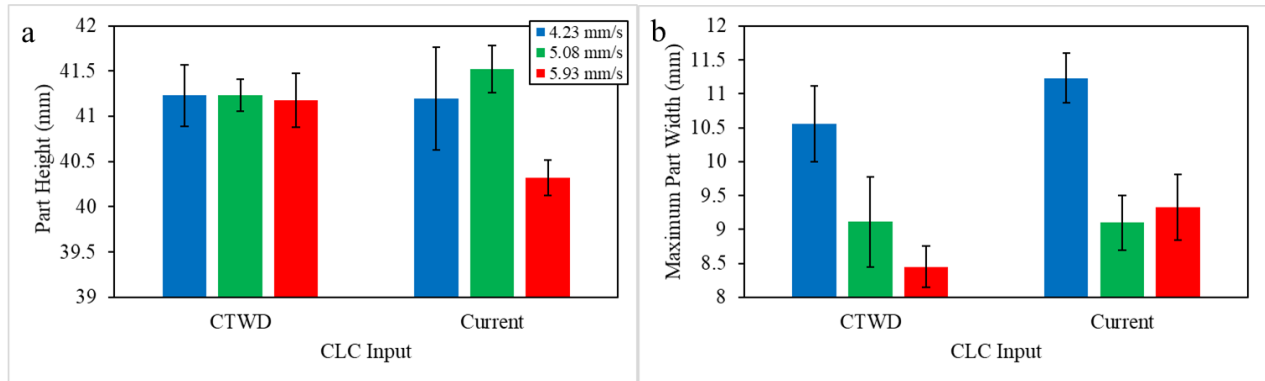 a
42
41.5
41
40.5
40
39.5
39
Part Height (mm)
4.23 mm/s
5.08 mm/s
5.93 mm/s
CTWD
Current
CLC Input
b
12
11.5
11
10.5
10
9.5
9
8.5
8
Maximum Part Width (mm)
CTWD
Current
CLC Input